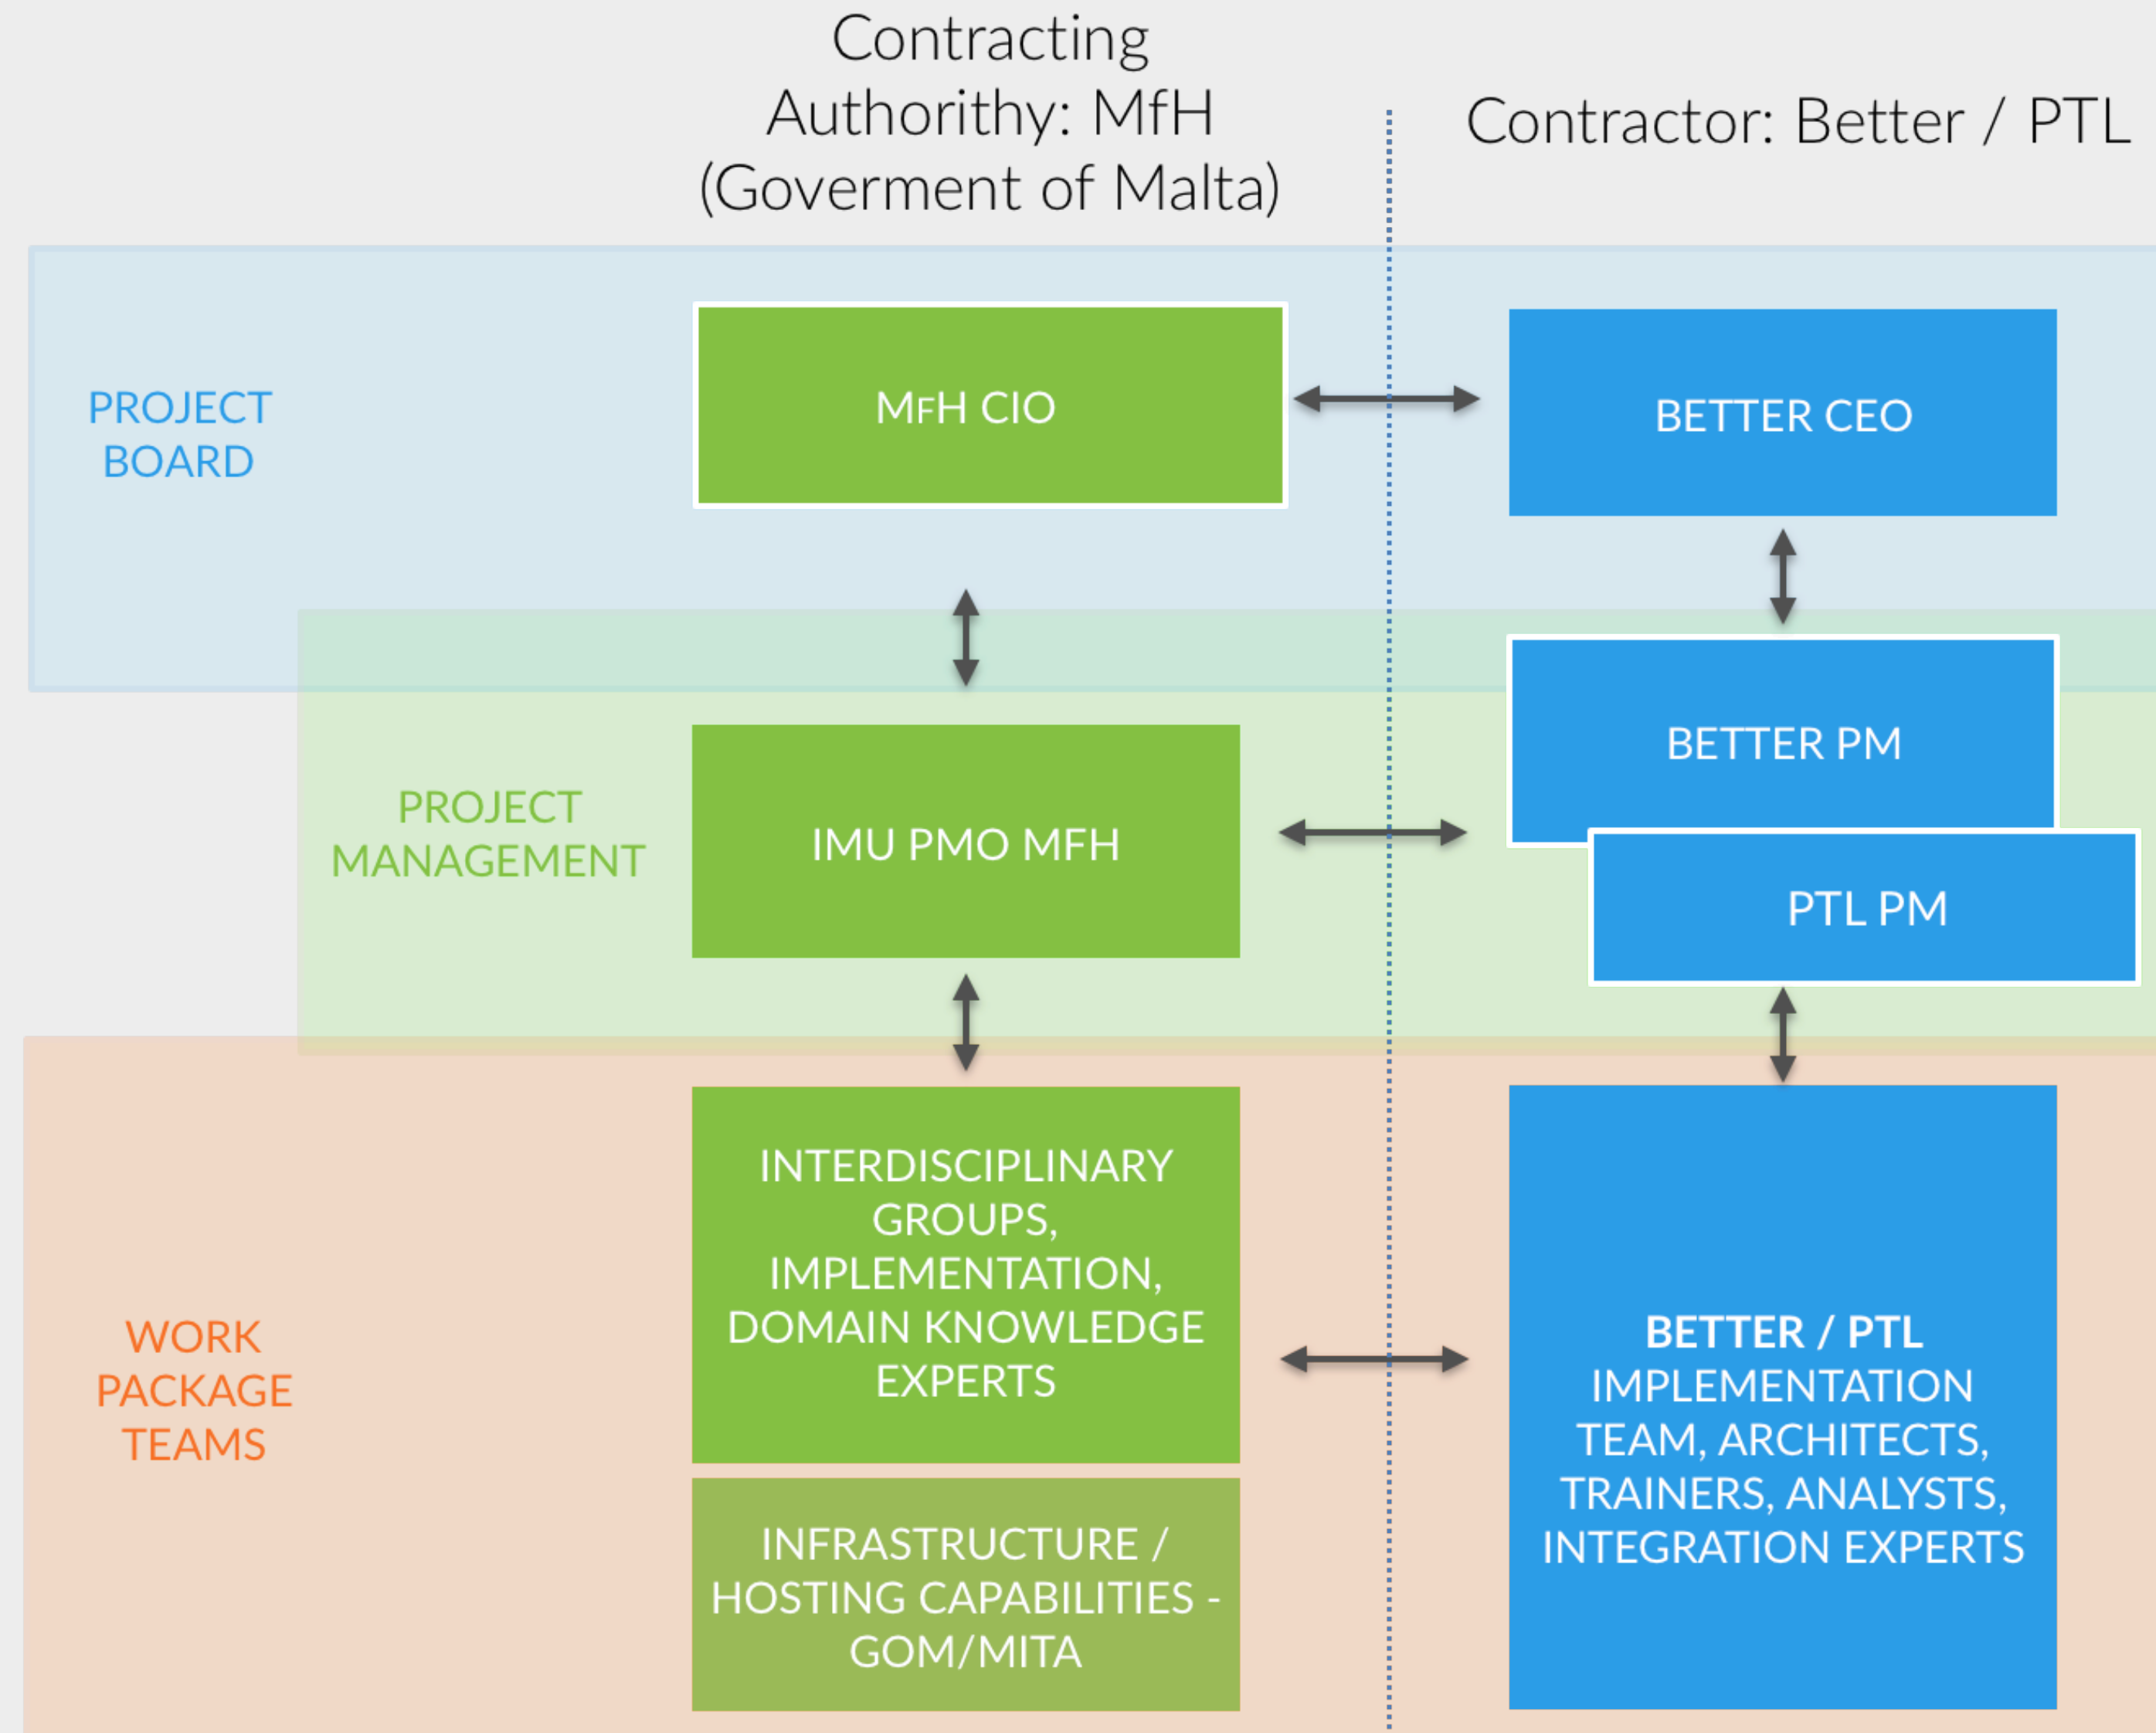 Contracting
Authorithy: MfH
(Goverment of Malta)
Contractor: Better / PTL
PROJECT
BOARD
MFH CIO
BETTER CEO
PROJECT
MANAGEMENT
IMU PMO MFH
BETTER PM
PTL PM
WORK
PACKAGE
TEAMS
INTERDISCIPLINARY
GROUPS,
IMPLEMENTATION,
DOMAIN KNOWLEDGE
EXPERTS
INFRASTRUCTURE /
HOSTING CAPABILITIES -
GOM/MITA
BETTER / PTL
IMPLEMENTATION
TEAM, ARCHITECTS,
TRAINERS, ANALYSTS,
INTEGRATION EXPERTS